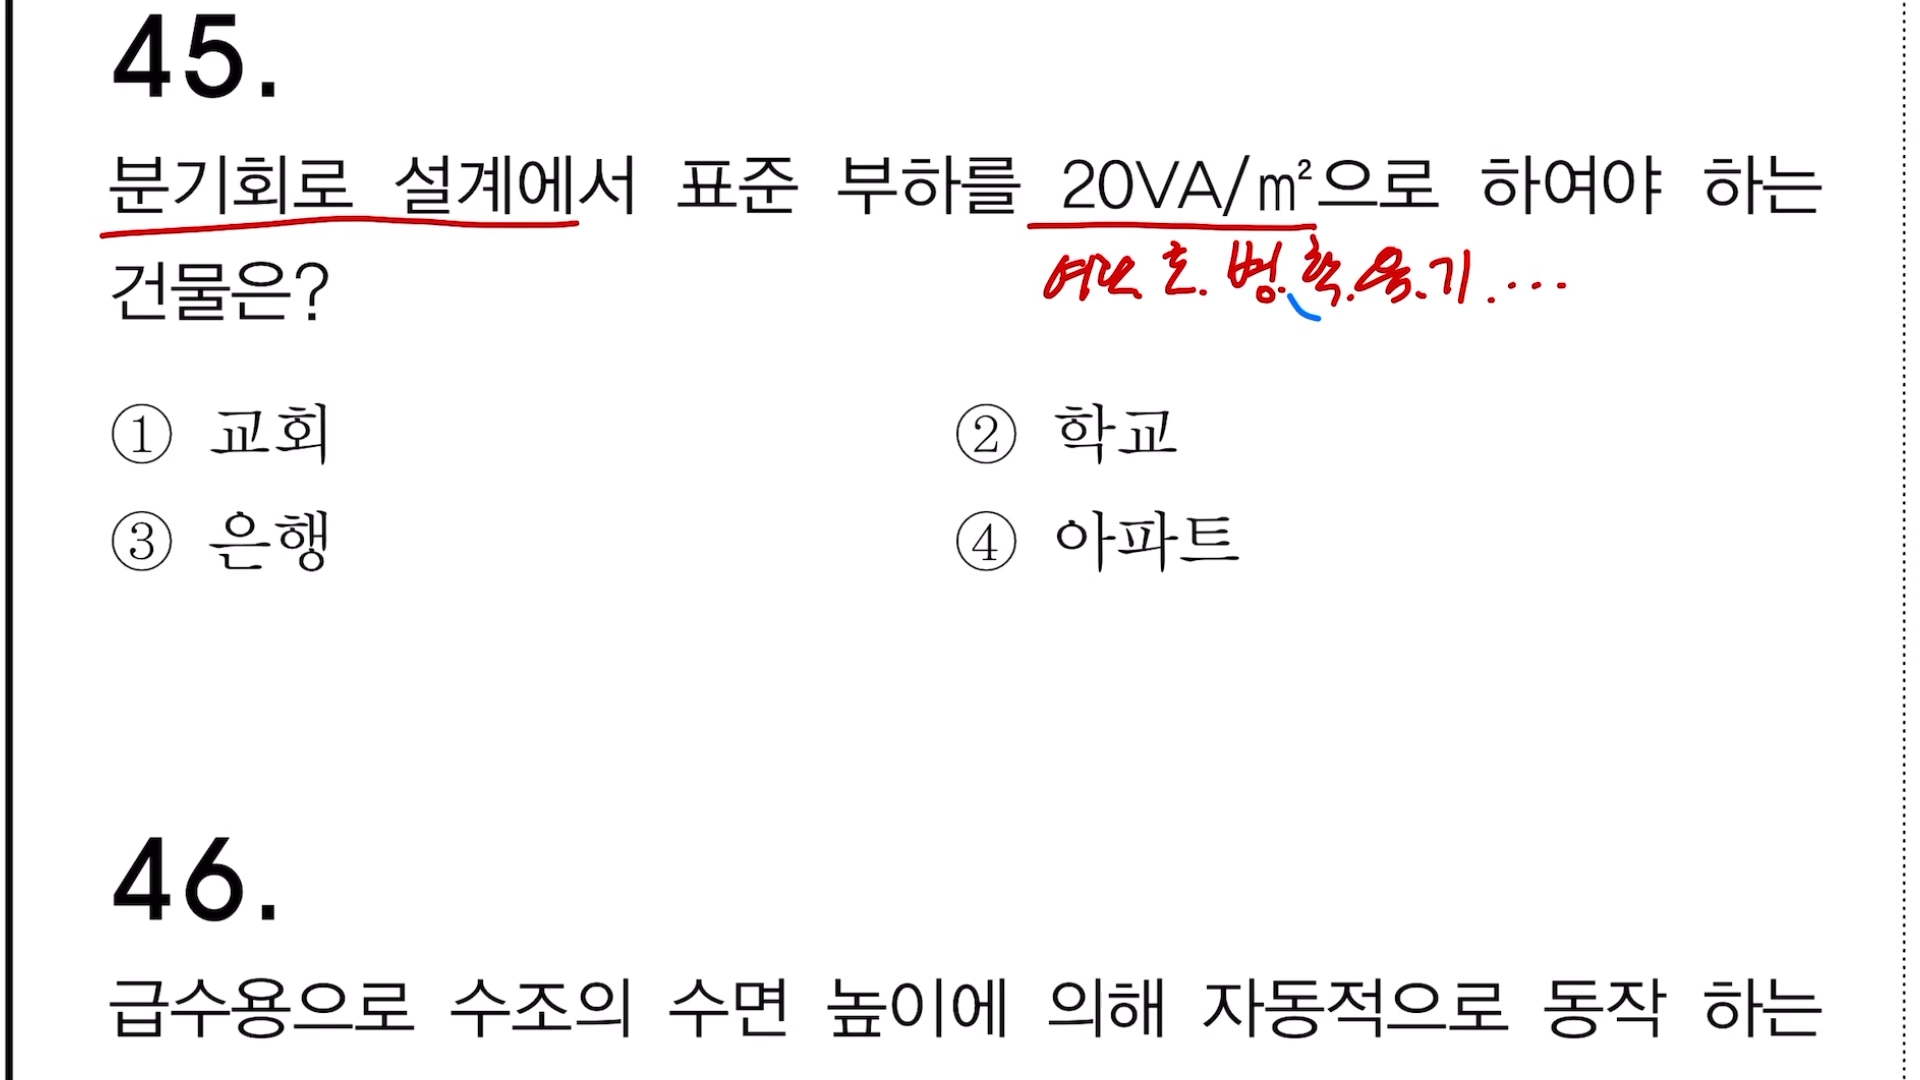 45.
분기회로 설계에서 표준 부하를 20VA/㎡으로 하여야 하는
건물은?
여관. 호. 병. 학. 음. 기. ...
① 교회
② 학교
③ 은행
④ 아파트
46.
급수용으로 수조의 수면 높이에 의해 자동적으로 동작 하는